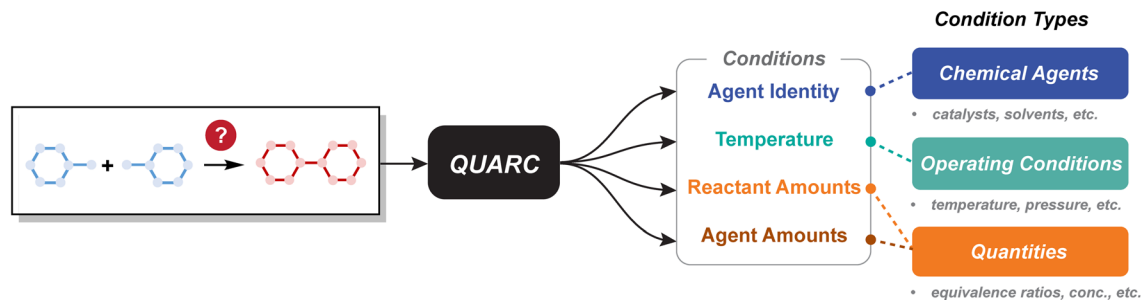 Condition Types
Conditions
Agent Identity
Temperature
Reactant Amounts
Agent Amounts
?
+
QUARC
Chemical Agents
• catalysts, solvents, etc.
Operating Conditions
• temperature, pressure, etc.
Quantities
• equivalence ratios, conc., etc.